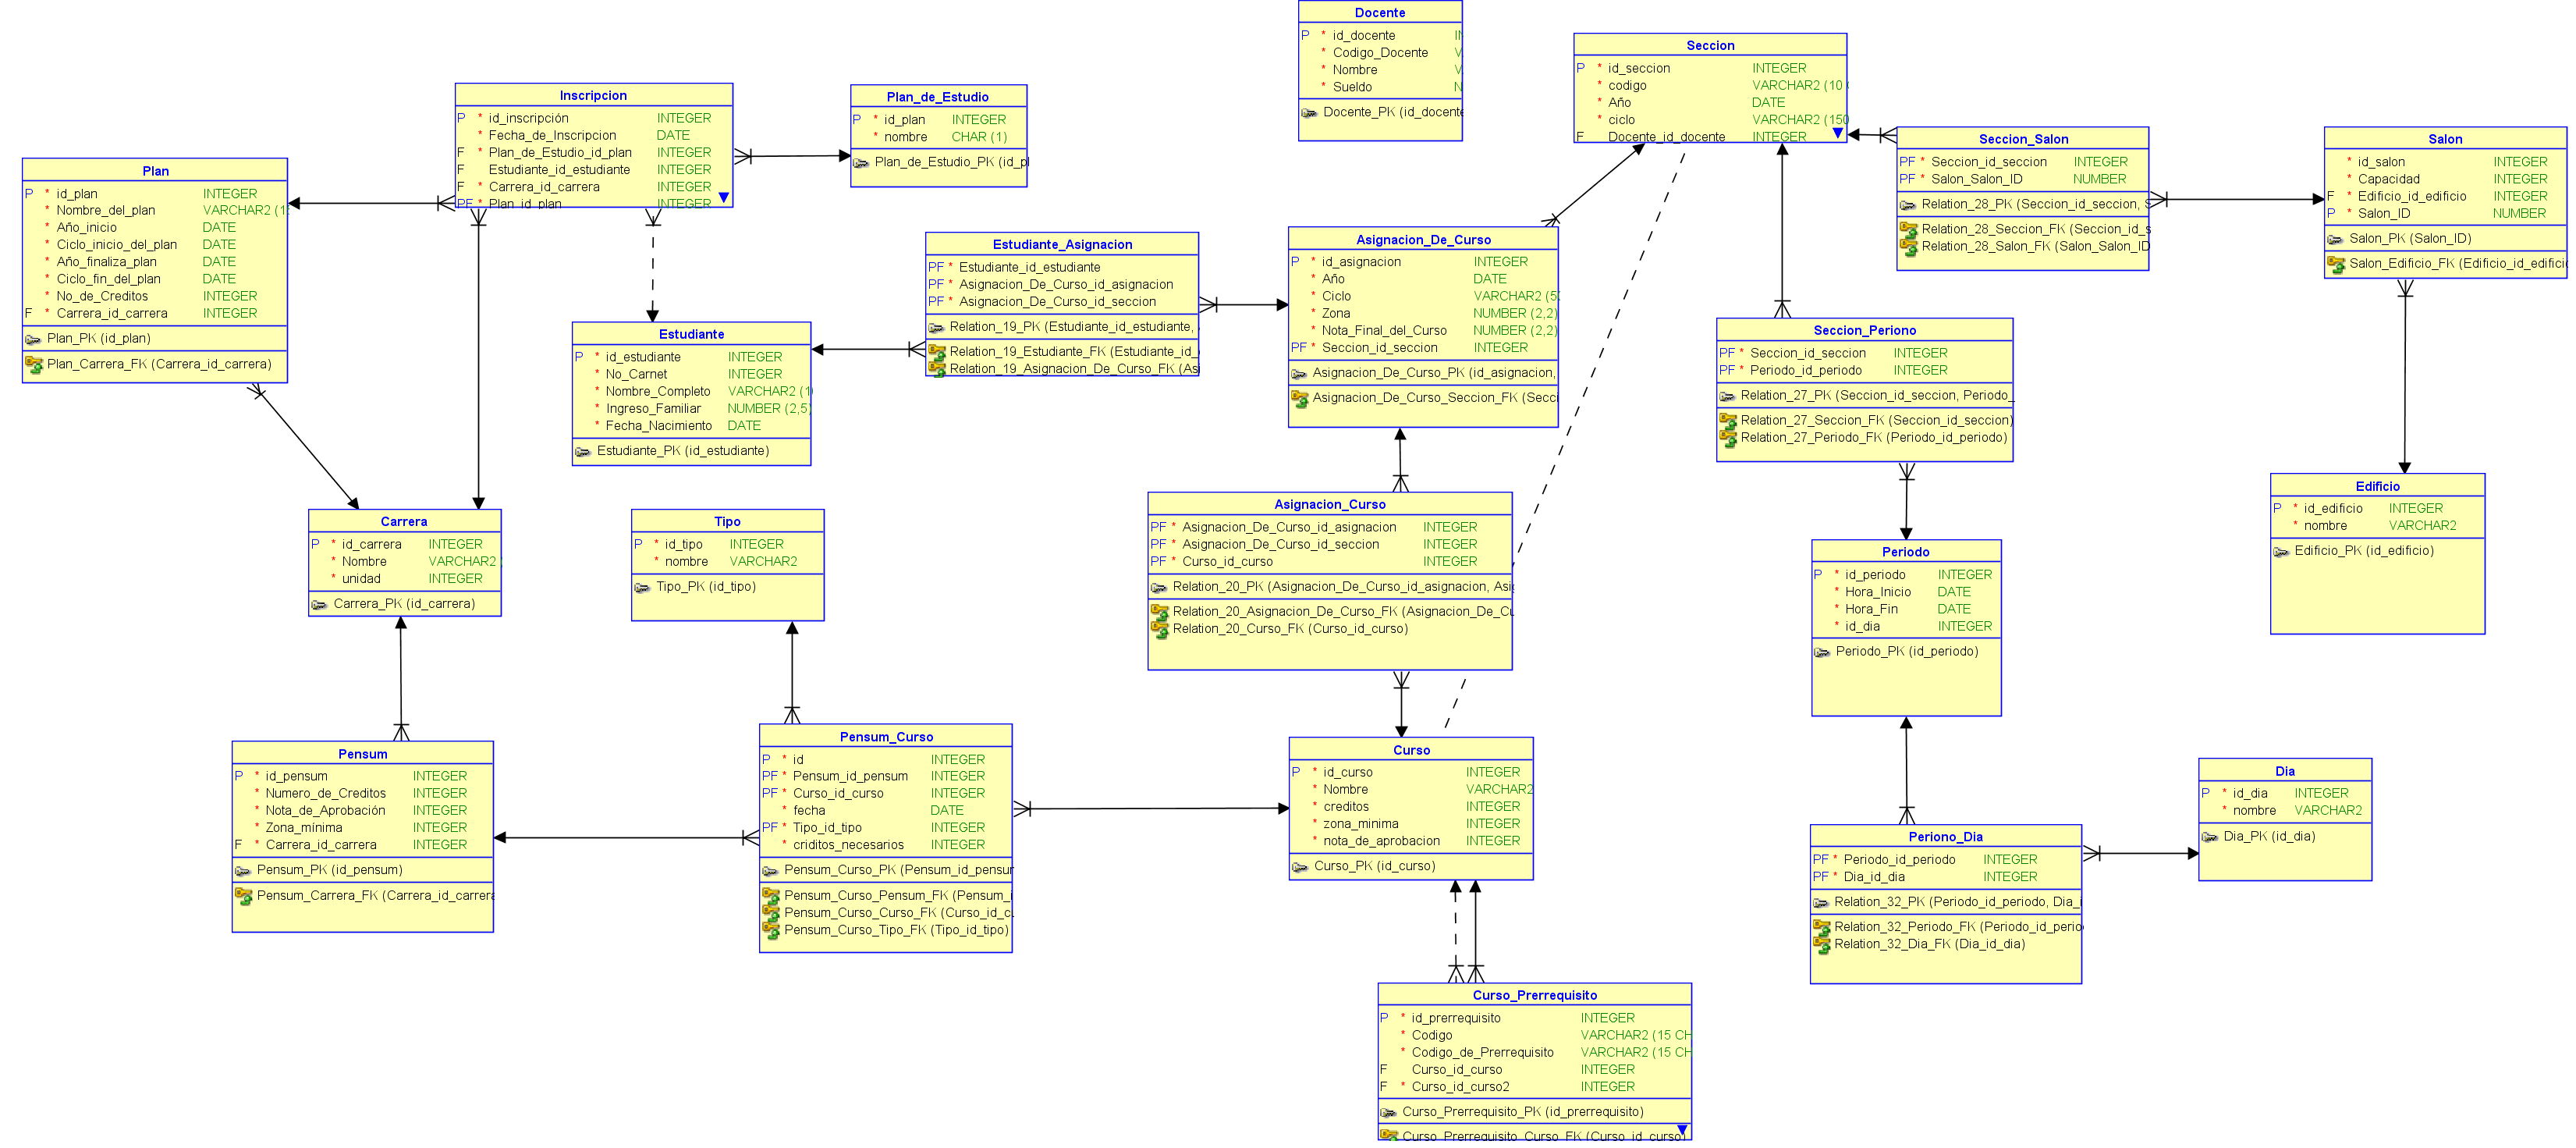 Docente
P * id_docente IN
* Codigo_Docente V
* Nombre V
* Sueldo N
Docente_PK (id_docente
Seccion
P * id_seccion INTEGER
* codigo VARCHAR2 (10
* Año DATE
* ciclo VARCHAR2 (150
F Docente_id_docente INTEGER
Inscripcion
P * id_inscripción INTEGER
* Fecha_de_Inscripcion DATE
F * Plan_de_Estudio_id_plan INTEGER
F Estudiante_id_estudiante INTEGER
F * Carrera_id_carrera INTEGER
PF * Plan_id_plan INTEGER
Plan_de_Estudio
P * id_plan INTEGER
* nombre CHAR (1)
Plan_de_Estudio_PK (id_pl
Seccion_Salon
PF * Seccion_id_seccion INTEGER
PF * Salon_Salon_ID NUMBER
Relation_28_PK (Seccion_id_seccion, S
Relation_28_Seccion_FK (Seccion_id_s
Relation_28_Salon_FK (Salon_Salon_ID
Salon
* id_salon INTEGER
* Capacidad INTEGER
F * Edificio_id_edificio INTEGER
P * Salon_ID NUMBER
Salon_PK (Salon_ID)
Salon_Edificio_FK (Edificio_id_edificio
Plan
P * id_plan INTEGER
* Nombre_del_plan VARCHAR2 (1
* Año_inicio DATE
* Ciclo_inicio_del_plan DATE
* Año_finaliza_plan DATE
* Ciclo_fin_del_plan DATE
* No_de_Creditos INTEGER
F * Carrera_id_carrera INTEGER
Plan_PK (id_plan)
Plan_Carrera_FK (Carrera_id_carrera)
Estudiante_Asignacion
PF * Estudiante_id_estudiante
PF * Asignacion_De_Curso_id_asignacion
PF * Asignacion_De_Curso_id_seccion
Relation_19_PK (Estudiante_id_estudiante,
Relation_19_Estudiante_FK (Estudiante_id_
Relation_19_Asignacion_De_Curso_FK (Asi
Asignacion_De_Curso
P * id_asignacion INTEGER
* Año DATE
* Ciclo VARCHAR2 (50
* Zona NUMBER (2,2)
* Nota_Final_del_Curso NUMBER (2,2)
PF * Seccion_id_seccion INTEGER
Asignacion_De_Curso_PK (id_asignacion,
Asignacion_De_Curso_Seccion_FK (Secci
Estudiante
P * id_estudiante INTEGER
* No_Carnet INTEGER
* Nombre_Completo VARCHAR2 (1
* Ingreso_Familiar NUMBER (2,5)
* Fecha_Nacimiento DATE
Estudiante_PK (id_estudiante)
Seccion_Periono
PF * Seccion_id_seccion INTEGER
PF * Periodo_id_periodo INTEGER
Relation_27_PK (Seccion_id_seccion, Periodo_
Relation_27_Seccion_FK (Seccion_id_seccion)
Relation_27_Periodo_FK (Periodo_id_periodo)
Edificio
P * id_edificio INTEGER
* nombre VARCHAR2
Edificio_PK (id_edificio)
Carrera
P * id_carrera INTEGER
* Nombre VARCHAR2
* unidad INTEGER
Carrera_PK (id_carrera)
Tipo
P * id_tipo INTEGER
* nombre VARCHAR2
Tipo_PK (id_tipo)
Asignacion_Curso
PF * Asignacion_De_Curso_id_asignacion INTEGER
PF * Asignacion_De_Curso_id_seccion INTEGER
PF * Curso_id_curso INTEGER
Relation_20_PK (Asignacion_De_Curso_id_asignacion, Asi
Relation_20_Asignacion_De_Curso_FK (Asignacion_De_Cu
Relation_20_Curso_FK (Curso_id_curso)
Periodo
P * id_periodo INTEGER
* Hora_Inicio DATE
* Hora_Fin DATE
* id_dia INTEGER
Periodo_PK (id_periodo)
Pensum
P * id_pensum INTEGER
* Numero_de_Creditos INTEGER
* Nota_de_Aprobación INTEGER
* Zona_mínima INTEGER
F * Carrera_id_carrera INTEGER
Pensum_PK (id_pensum)
Pensum_Carrera_FK (Carrera_id_carrera
Pensum_Curso
P * id INTEGER
PF * Pensum_id_pensum INTEGER
PF * Curso_id_curso INTEGER
* fecha DATE
PF * Tipo_id_tipo INTEGER
* criditos_necesarios INTEGER
Pensum_Curso_PK (Pensum_id_pensum
Pensum_Curso_Pensum_FK (Pensum_i
Pensum_Curso_Curso_FK (Curso_id_cu
Pensum_Curso_Tipo_FK (Tipo_id_tipo)
Curso
P * id_curso INTEGER
* Nombre VARCHAR2
* creditos INTEGER
* zona_minima INTEGER
* nota_de_aprobacion INTEGER
Curso_PK (id_curso)
Dia
P * id_dia INTEGER
* nombre VARCHAR2
Dia_PK (id_dia)
Periono_Dia
PF * Periodo_id_periodo INTEGER
PF * Dia_id_dia INTEGER
Relation_32_PK (Periodo_id_periodo, Dia_i
Relation_32_Periodo_FK (Periodo_id_perio
Relation_32_Dia_FK (Dia_id_dia)
Curso_Prerrequisito
P * id_prerrequisito INTEGER
* Codigo VARCHAR2 (15 CH
* Codigo_de_Prerrequisito VARCHAR2 (15 CH
F Curso_id_curso INTEGER
F * Curso_id_curso2 INTEGER
Curso_Prerrequisito_PK (id_prerrequisito)
Curso_Prerrequisito_Curso_FK (Curso_id_curso)